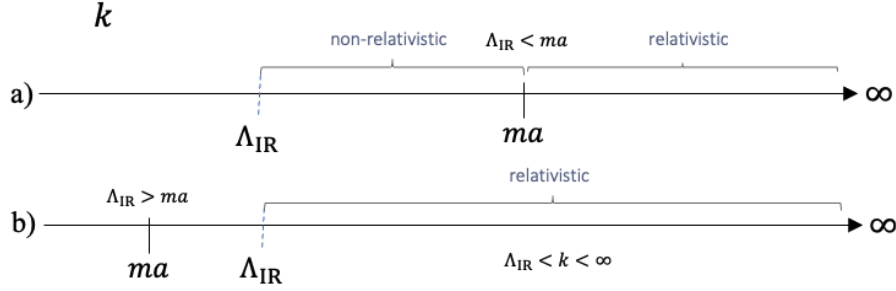 k
non-relativistic Λ_IR < ma relativistic
a) ∞
Λ_IR ma
relativistic
Λ_IR > ma
b) ∞
ma Λ_IR Λ_IR < k < ∞